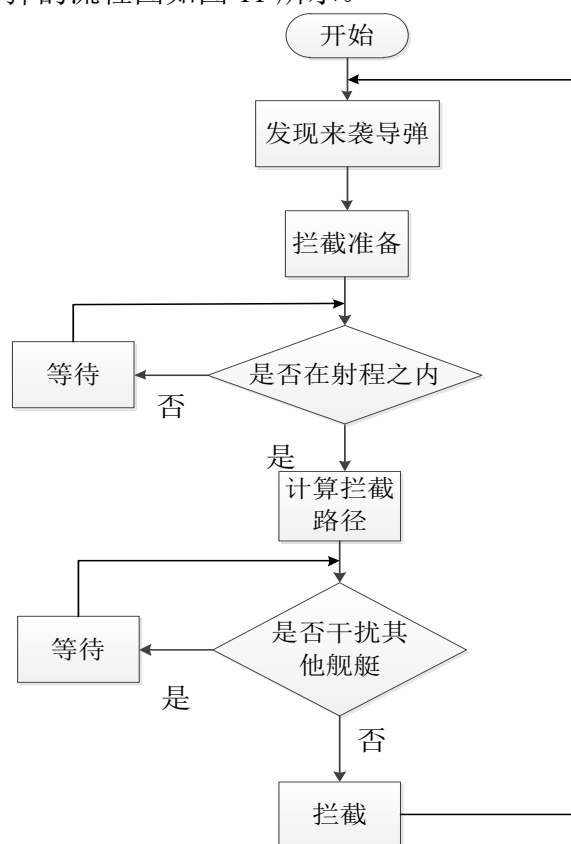 开始
发现来袭导弹
拦截准备
等待
是否在射程之内
否
是
计算拦截
路径
等待
是否干扰其
他舰艇
是
否
拦截